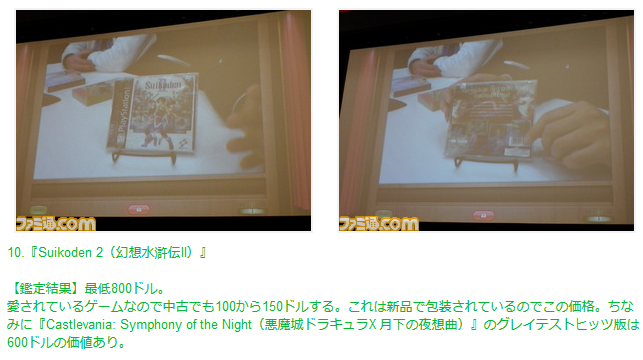 Suikoden
PlayStation
ファミ通.com
ファミ通.com
10.『Suikoden 2（幻想水滸伝II）』
【鑑定結果】最低800ドル。
愛されているゲームなので中古でも100から150ドルする。これは新品で包装されているのでこの価格。ちな
みに『Castlevania: Symphony of the Night（悪魔城ドラキュラX 月下の夜想曲）』のグレイテストヒッツ版は
600ドルの価値あり。